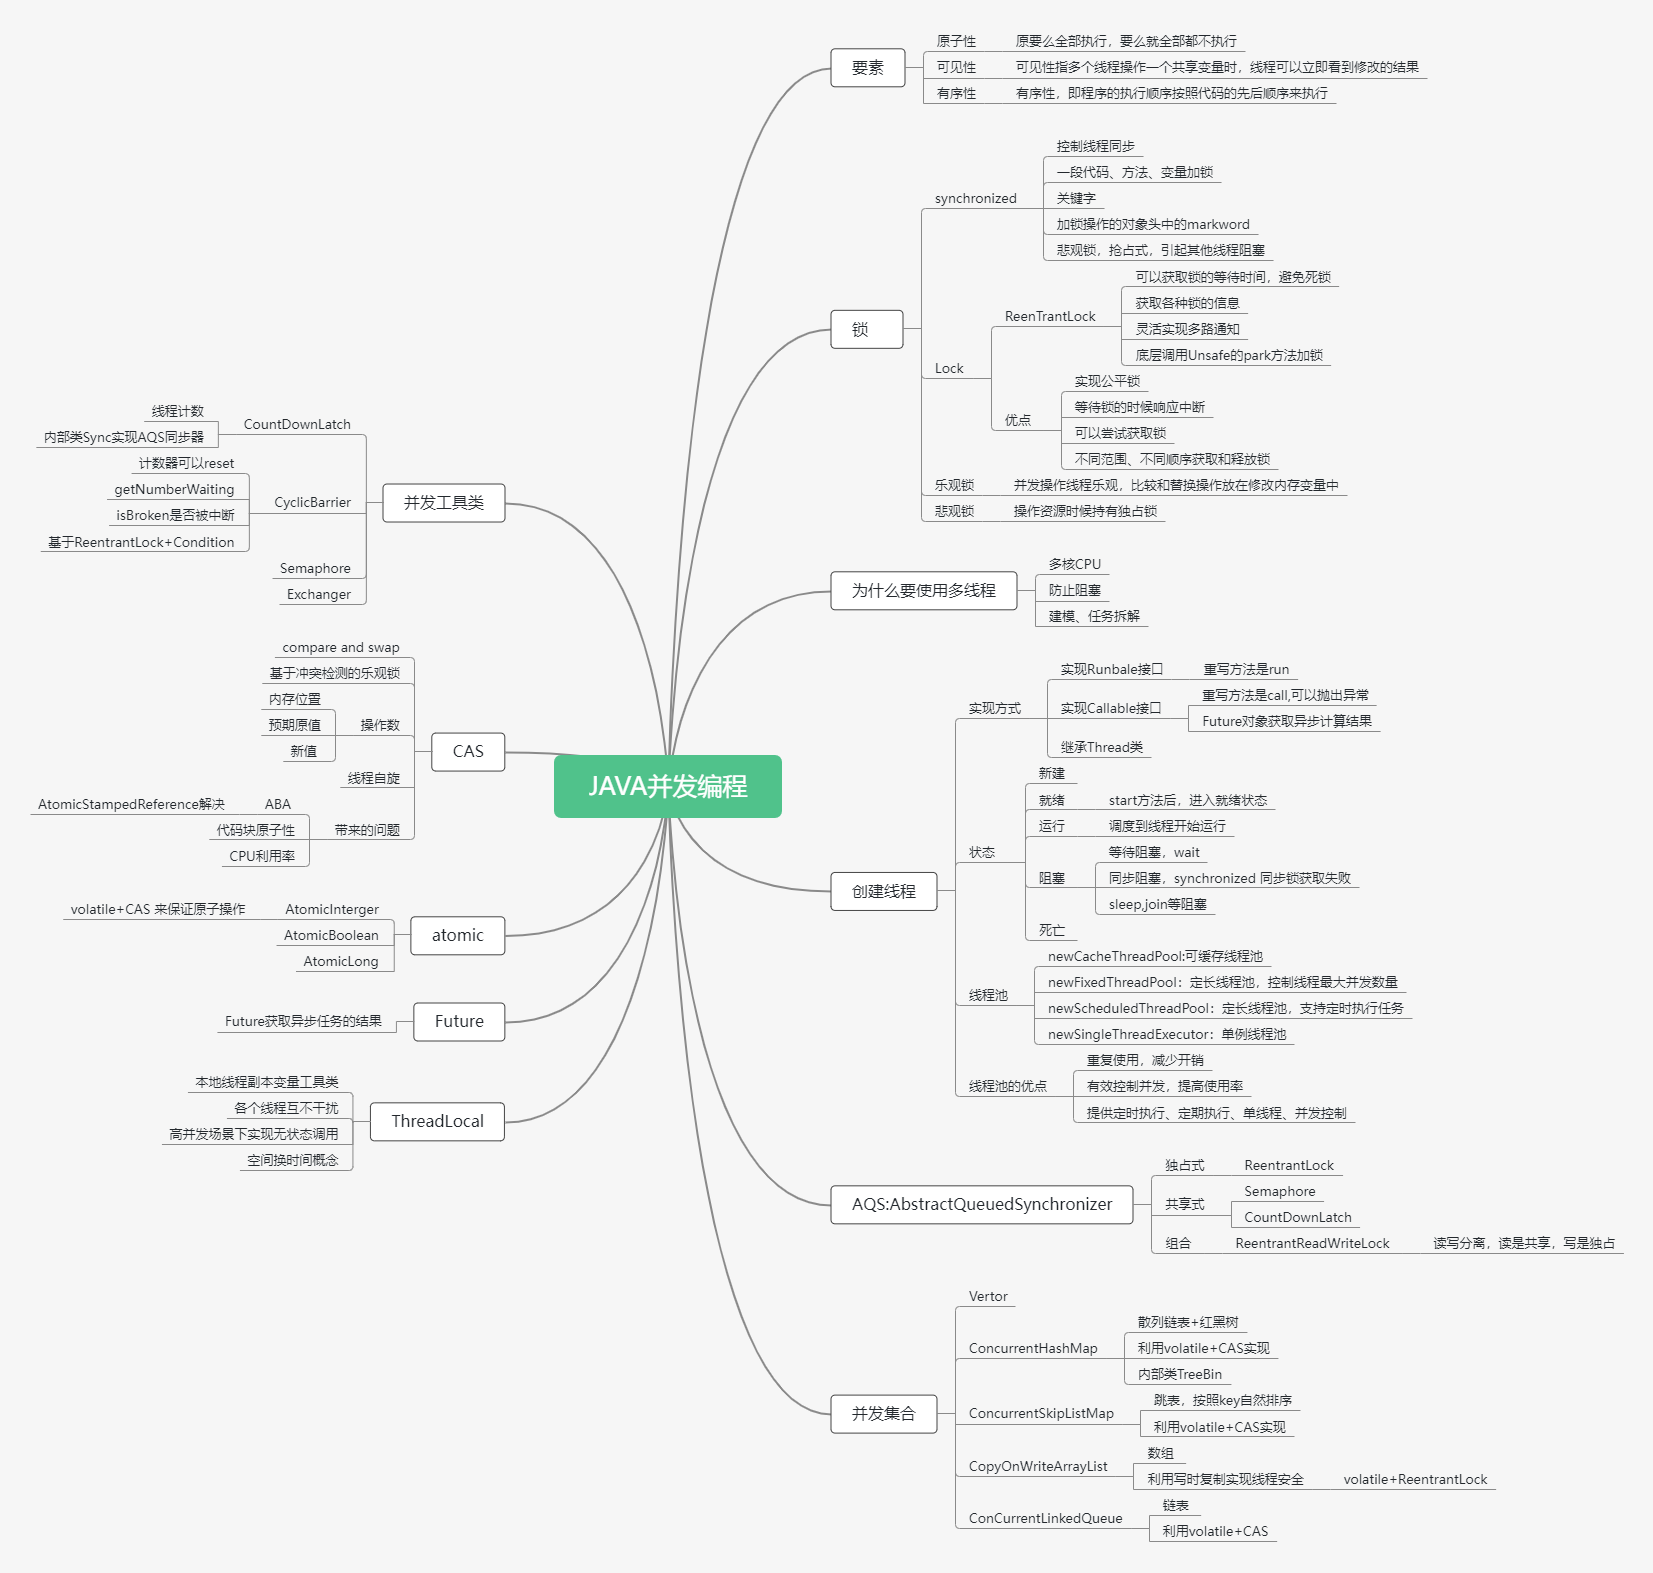 JAVA并发编程
要素
原子性
原要么全部执行，要么就全部都不执行
可见性
可见性指多个线程操作一个共享变量时，线程可以立即看到修改的结果
有序性
有序性，即程序的执行顺序按照代码的先后顺序来执行
锁
synchronized
控制线程同步
一段代码、方法、变量加锁
关键字
加锁操作的对象头中的markword
悲观锁，抢占式，引起其他线程阻塞
Lock
ReenTrantLock
可以获取锁的等待时间，避免死锁
获取各种锁的信息
灵活实现多路通知
底层调用Unsafe的park方法加锁
优点
实现公平锁
等待锁的时候响应中断
可以尝试获取锁
不同范围、不同顺序获取和释放锁
乐观锁
并发操作线程乐观，比较和替换操作放在修改内存变量中
悲观锁
操作资源时候持有独占锁
为什么要使用多线程
多核CPU
防止阻塞
建模、任务拆解
创建线程
实现方式
实现Runbale接口
重写方法是run
实现Callable接口
重写方法是call,可以抛出异常
Future对象获取异步计算结果
继承Thread类
状态
新建
就绪
start方法后，进入就绪状态
运行
调度到线程开始运行
阻塞
等待阻塞，wait
同步阻塞，synchronized 同步锁获取失败
sleep,join等阻塞
死亡
线程池
newCacheThreadPool:可缓存线程池
newFixedThreadPool：定长线程池，控制线程最大并发数量
newScheduledThreadPool：定长线程池，支持定时执行任务
newSingleThreadExecutor：单例线程池
线程池的优点
重复使用，减少开销
有效控制并发，提高使用率
提供定时执行、定期执行、单线程、并发控制
AQS:AbstractQueuedSynchronizer
独占式
ReentrantLock
共享式
Semaphore
CountDownLatch
组合
ReentrantReadWriteLock
读写分离，读是共享，写是独占
并发集合
Vertor
ConcurrentHashMap
散列链表+红黑树
利用volatile+CAS实现
内部类TreeBin
ConcurrentSkipListMap
跳表，按照key自然排序
利用volatile+CAS实现
CopyOnWriteArrayList
数组
利用写时复制实现线程安全
volatile+ReentrantLock
ConCurrentLinkedQueue
链表
利用volatile+CAS
并发工具类
CountDownLatch
线程计数
内部类Sync实现AQS同步器
CyclicBarrier
计数器可以reset
getNumberWaiting
isBroken是否被中断
基于ReentrantLock+Condition
Semaphore
Exchanger
CAS
compare and swap
基于冲突检测的乐观锁
操作数
内存位置
预期原值
新值
线程自旋
带来的问题
ABA
AtomicStampedReference解决
代码块原子性
CPU利用率
atomic
AtomicInterger
volatile+CAS 来保证原子操作
AtomicBoolean
AtomicLong
Future
Future获取异步任务的结果
ThreadLocal
本地线程副本变量工具类
各个线程互不干扰
高并发场景下实现无状态调用
空间换时间概念